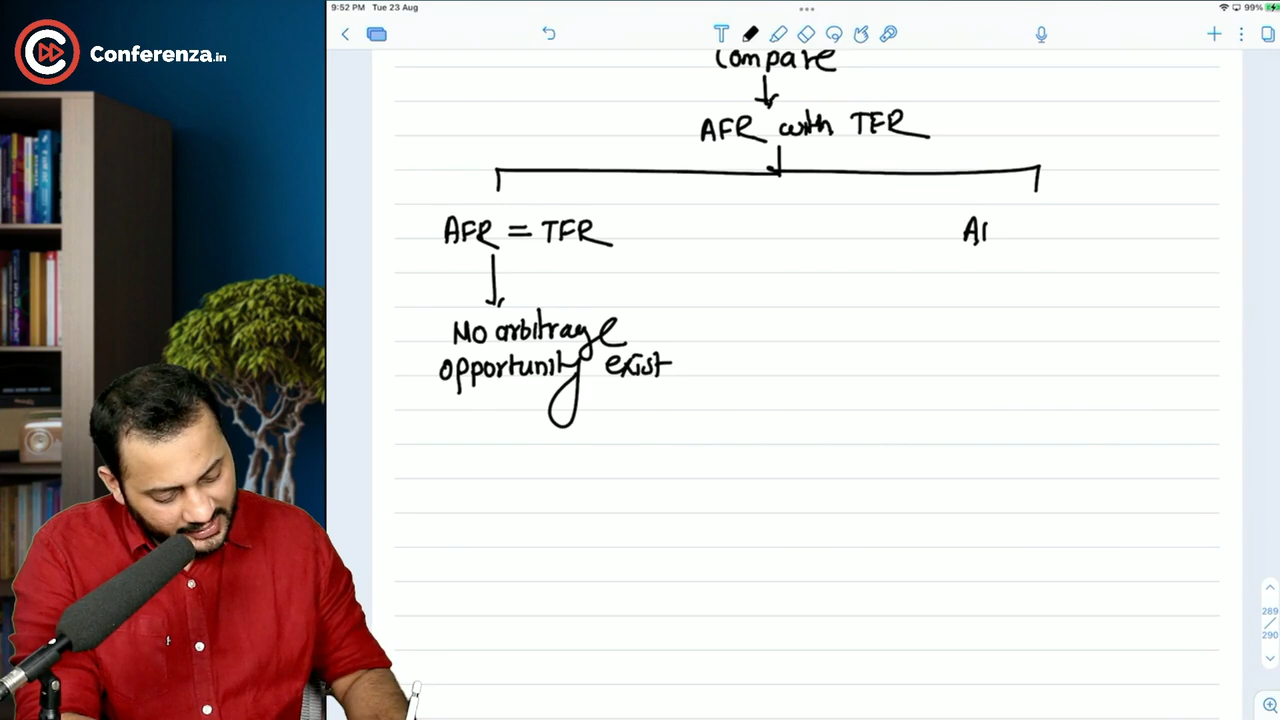 9:52 PM Tue 23 Aug
99%
Conferenza.in
Compare
AFR with TFR
AFR = TFR
AF
No arbitrage
opportunity exist
289
290